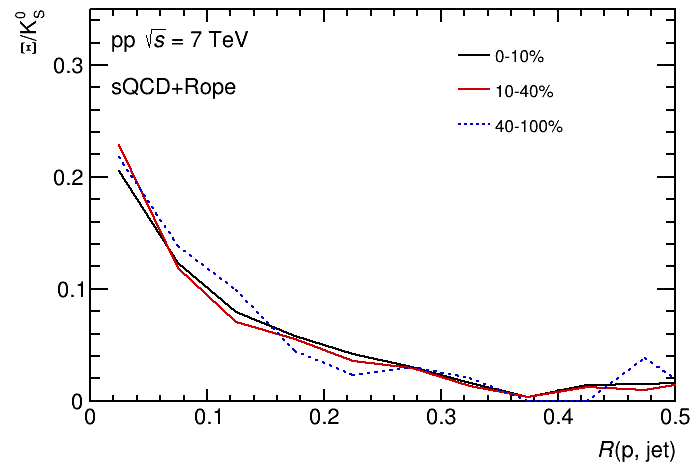 Ξ/K⁰_S
pp √s = 7 TeV
sQCD+Rope
0-10%
10-40%
40-100%
0.3
0.2
0.1
0
0 0.1 0.2 0.3 0.4 0.5
R(p, jet)